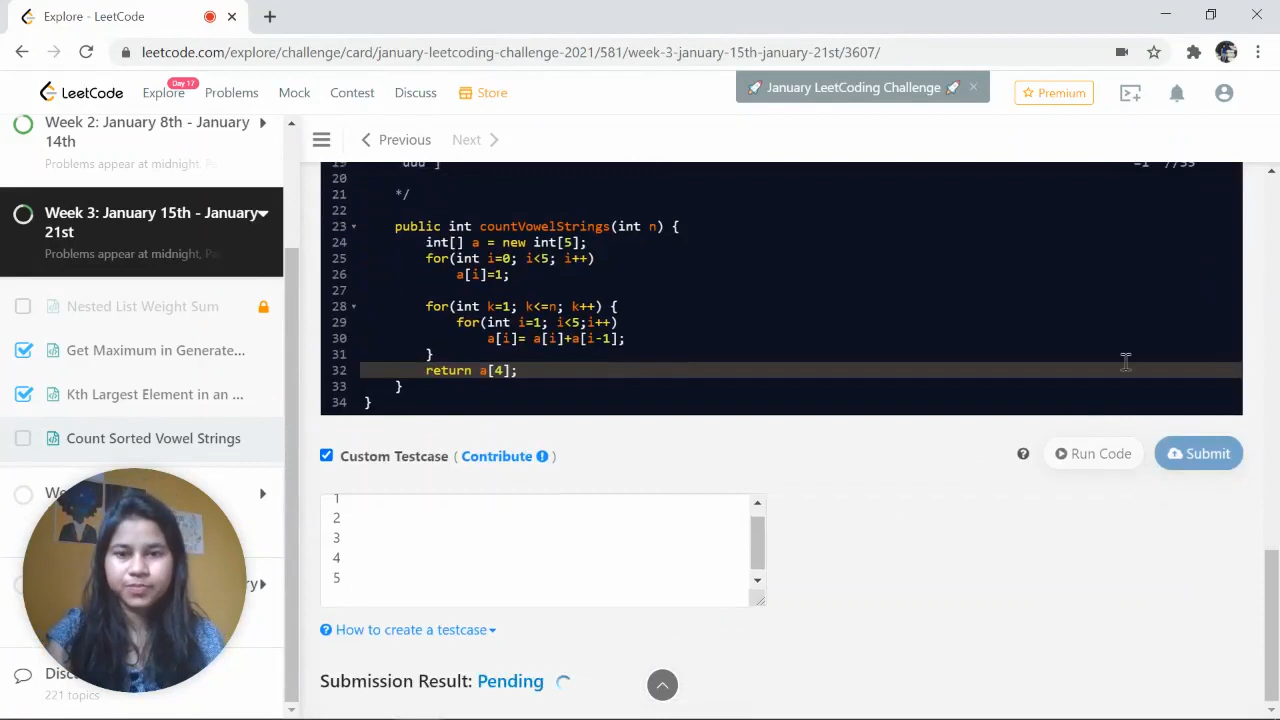 Explore - LeetCode
leetcode.com/explore/challenge/card/january-leetcoding-challenge-2021/581/week-3-january-15th-january-21st/3607/
LeetCode
Explore
Day 17
Problems
Mock
Contest
Discuss
Store
🚀 January LeetCoding Challenge 🚀 ×
Premium
Week 2: January 8th - January
14th
Problems appear at midnight,
Week 3: January 15th - January
21st
Problems appear at midnight,
Nested List Weight Sum
Get Maximum in Generate...
Kth Largest Element in an ...
Count Sorted Vowel Strings
221 topics
Previous
Next
19
20
21 */
22
23 public int countVowelStrings(int n) {
24 int[] a = new int[5];
25 for(int i=0; i<5; i++)
26 a[i]=1;
27
28 for(int k=1; k<=n; k++) {
29 for(int i=1; i<5;i++)
30 a[i]= a[i]+a[i-1];
31 }
32 return a[4];
33 }
34 }
Custom Testcase ( Contribute )
Run Code
Submit
1
2
3
4
5
How to create a testcase
Submission Result: Pending